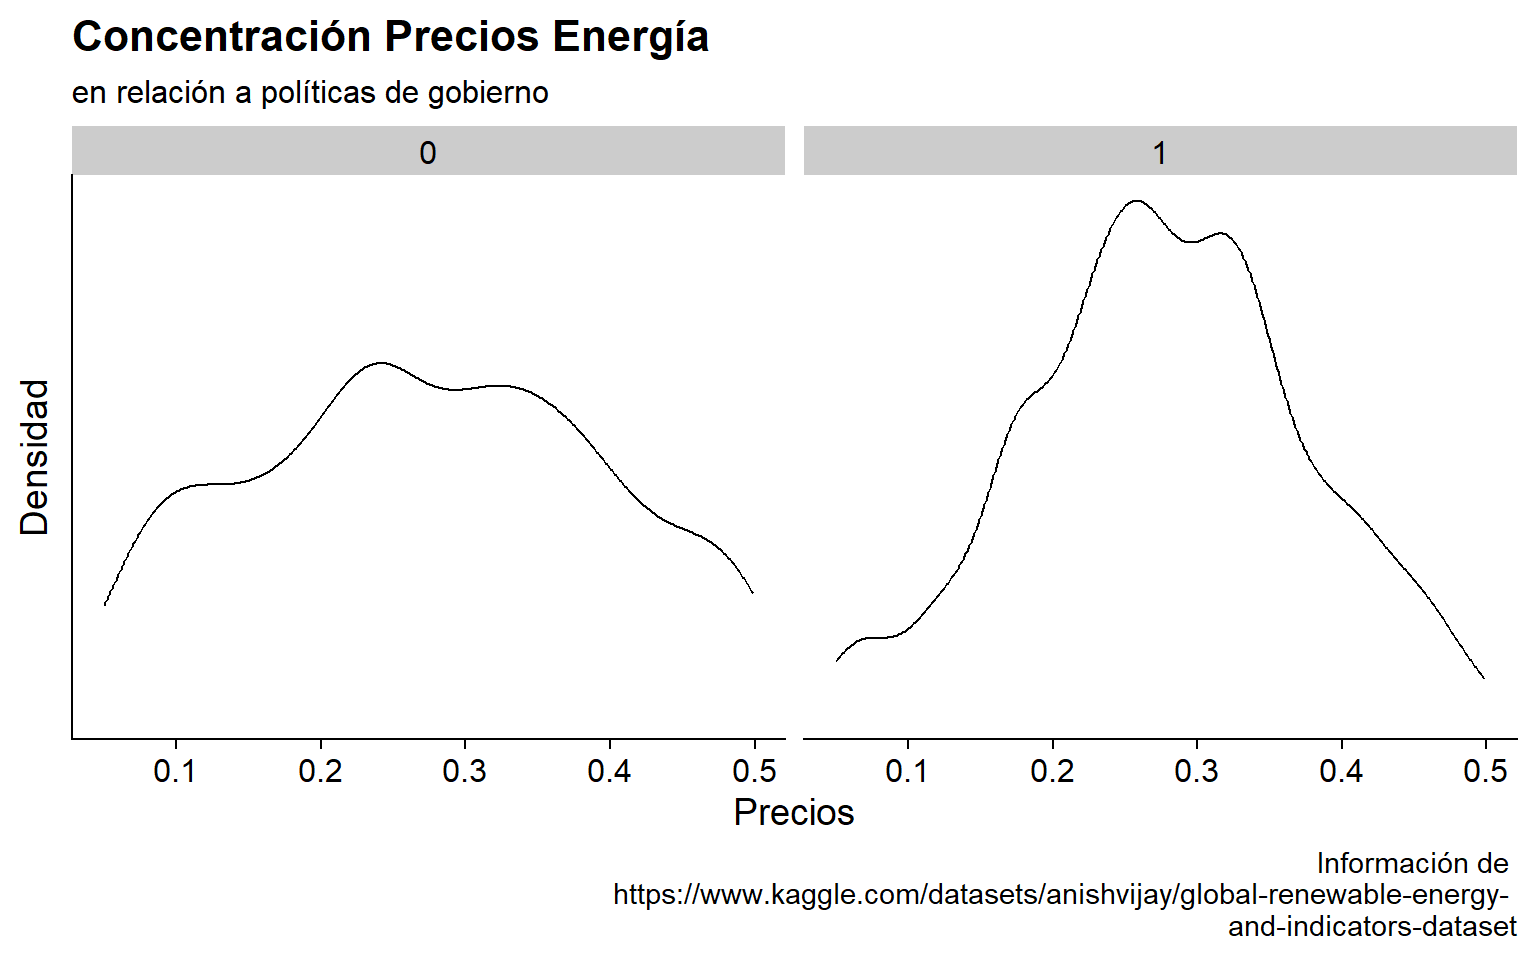 Concentración Precios Energía
en relación a políticas de gobierno
0
1
Densidad
0.1 0.2 0.3 0.4 0.5
0.1 0.2 0.3 0.4 0.5
Precios
Información de
https://www.kaggle.com/datasets/anishvijay/global-renewable-energy-
and-indicators-dataset